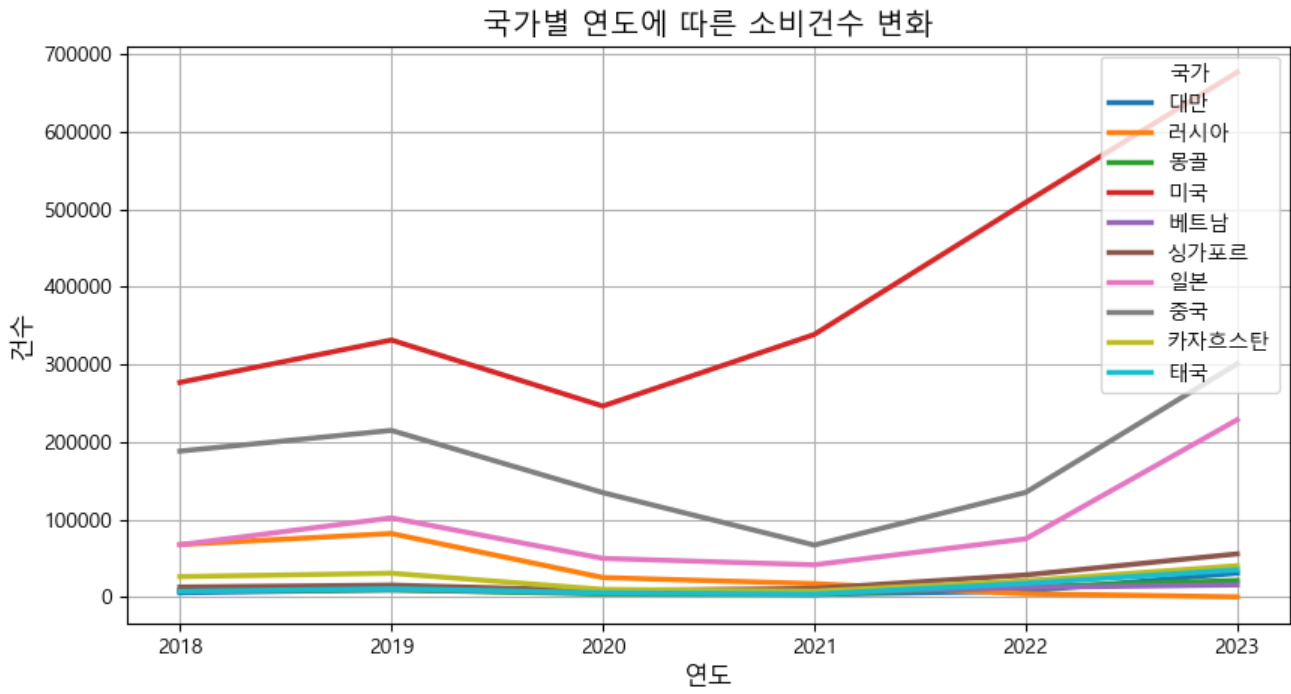 국가별 연도에 따른 소비건수 변화
700000
600000
500000
400000
300000
200000
100000
0
건수
국가
대만
러시아
몽골
미국
베트남
싱가포르
일본
중국
카자흐스탄
태국
2018
2019
2020
2021
2022
2023
연도